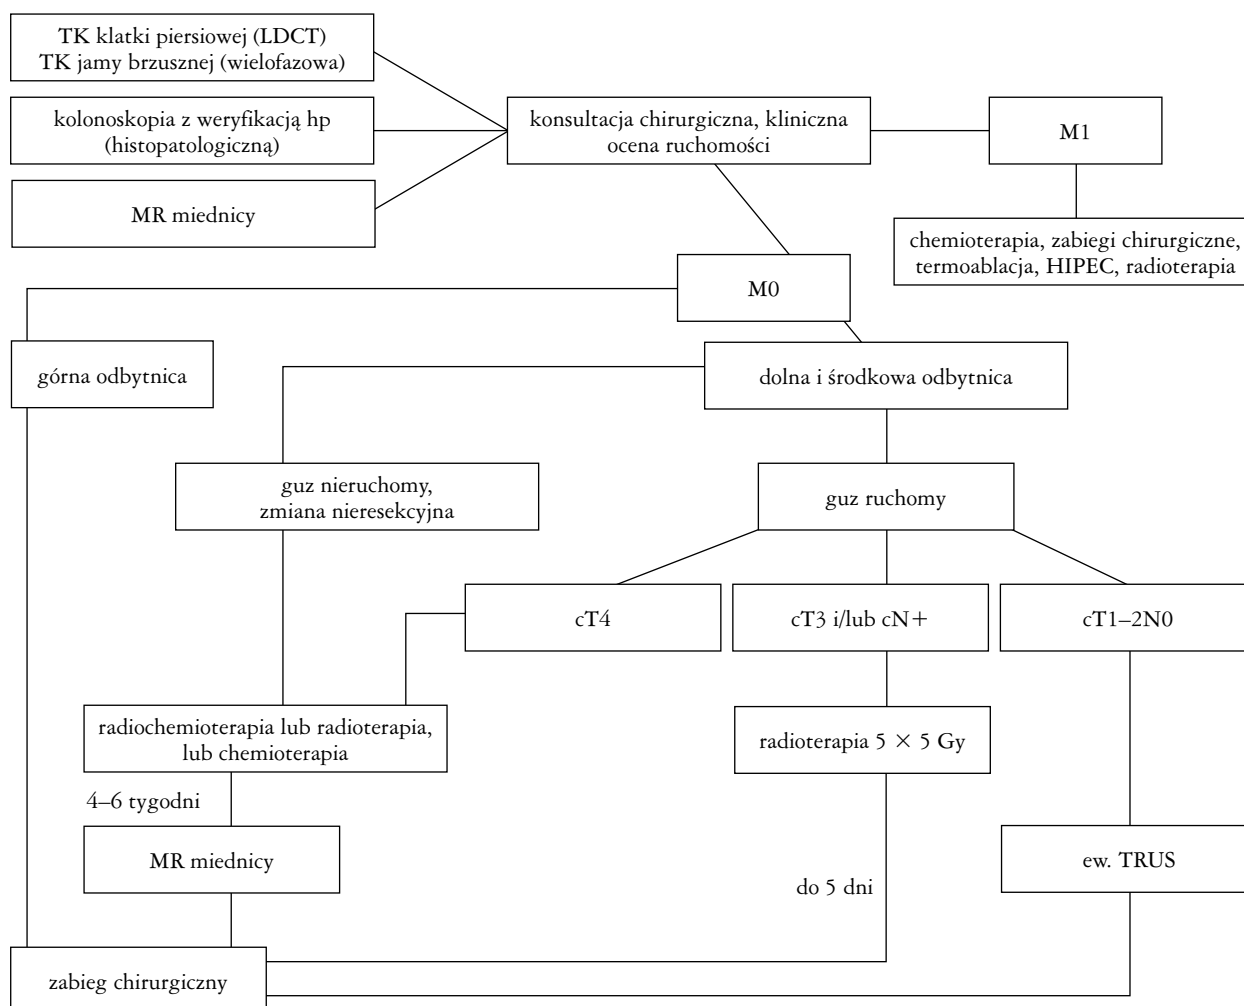 TK klatki piersiowej (LDCT)
TK jamy brzusznej (wielofazowa)
kolonoskopia z weryfikacją hp
(histopatologiczną)
MR miednicy
konsultacja chirurgiczna, kliniczna
ocena ruchomości
M1
chemioterapia, zabiegi chirurgiczne,
termoablacja, HIPEC, radioterapia
M0
górna odbytnica
dolna i środkowa odbytnica
guz nieruchomy,
zmiana nieresekcyjna
guz ruchomy
cT4
cT3 i/lub cN+
cT1–2N0
radiochemioterapia lub radioterapia,
lub chemioterapia
radioterapia 5 × 5 Gy
4–6 tygodni
MR miednicy
do 5 dni
ew. TRUS
zabieg chirurgiczny